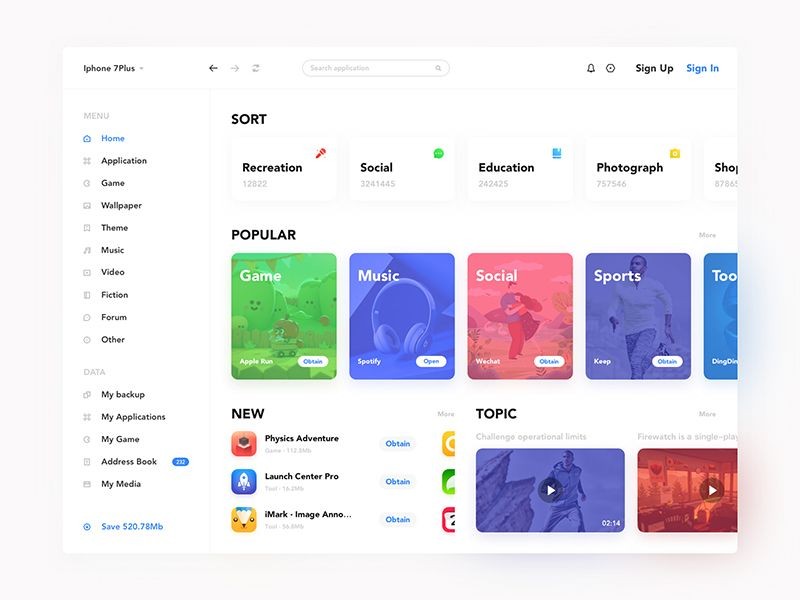 Iphone 7Plus
Search application
Sign Up
Sign In
MENU
Home
Application
Game
Wallpaper
Theme
Music
Video
Fiction
Forum
Other
DATA
My backup
My Applications
My Game
Address Book 232
My Media
Save 520.78Mb
SORT
Recreation
12822
Social
3241445
Education
242425
Photograph
757546
Shop
87865
POPULAR
More
Game
Apple Run
Obtain
Music
Spotify
Open
Social
Wechat
Obtain
Sports
Keep
Obtain
Too
DingDin
NEW
More
Physics Adventure
Game - 112.8Mb
Obtain
Launch Center Pro
Tool - 16.2Mb
Obtain
iMark - Image Anno...
Tool - 56.8Mb
Obtain
2
TOPIC
More
Challenge operational limits
02:14
Firewatch is a single-play